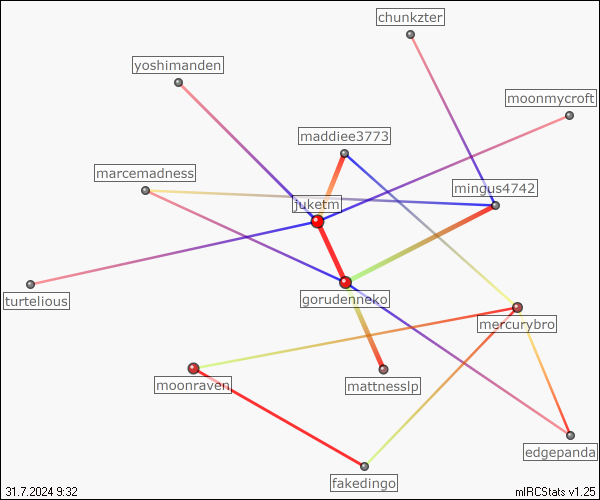 chunkzter
yoshimanden
moonmycroft
maddiee3773
marcemadness
mingus4742
juketm
turtelious
gorudenneko
mercurybro
moonraven
mattnesslp
edgepanda
fakedingo
31.7.2024 9:32
mIRCStats v1.25